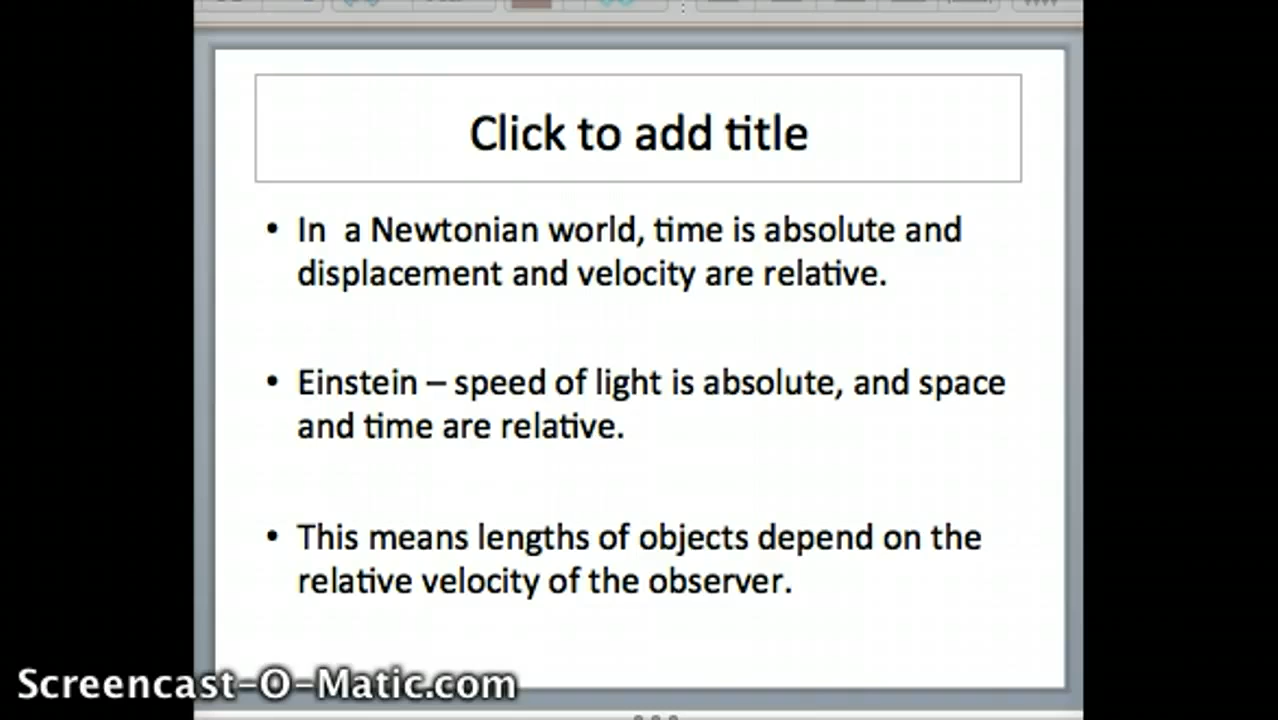 Click to add title
• In  a Newtonian world, time is absolute and
displacement and velocity are relative.
• Einstein – speed of light is absolute, and space
and time are relative.
• This means lengths of objects depend on the
relative velocity of the observer.
Screencast-O-Matic.com